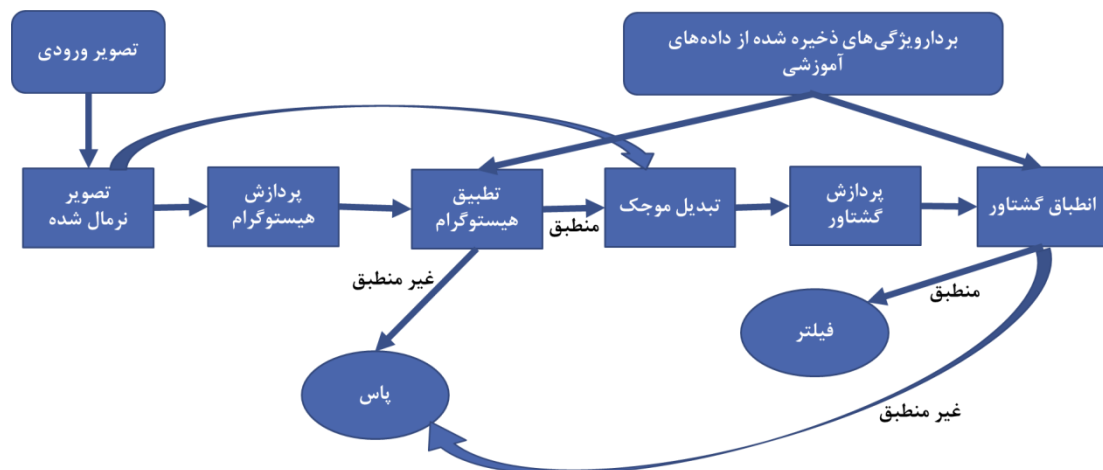 تصویر ورودی
بردارویژگی‌های ذخیره شده از داده‌های
آموزشی
تصویر
نرمال شده
پردازش
هیستوگرام
تطبیق
هیستوگرام
منطبق
تبدیل موجک
پردازش
گشتاور
انطباق گشتاور
غیر منطبق
منطبق
فیلتر
پاس
غیر منطبق